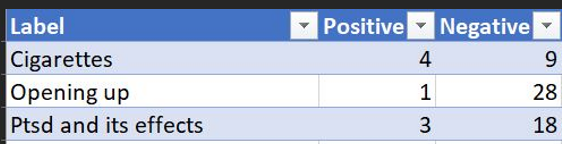 Label Positive Negative
Cigarettes 4 9
Opening up 1 28
Ptsd and its effects 3 18